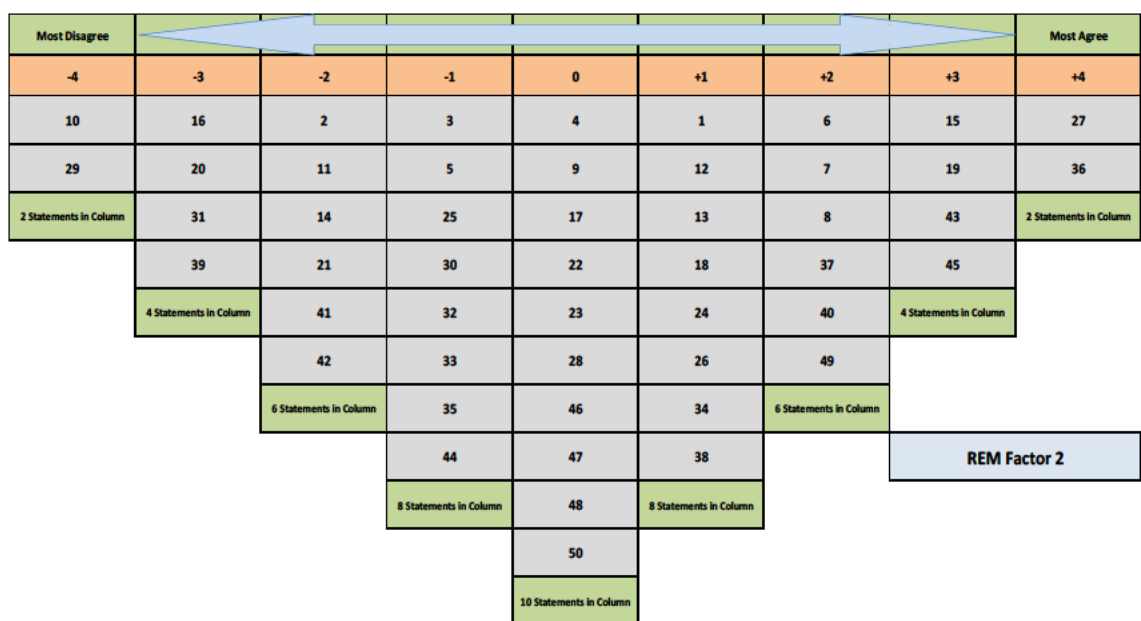 Most Disagree Most Agree
-4 -3 -2 -1 0 +1 +2 +3 +4
10 16 2 3 4 1 6 15 27
29 20 11 5 9 12 7 19 36
2 Statements in Column 31 14 25 17 13 8 43 2 Statements in Column
39 21 30 22 18 37 45
4 Statements in Column 41 32 23 24 40 4 Statements in Column
42 33 28 26 49
6 Statements in Column 35 46 34 6 Statements in Column
44 47 38 REM Factor 2
8 Statements in Column 48 8 Statements in Column
50
10 Statements in Column